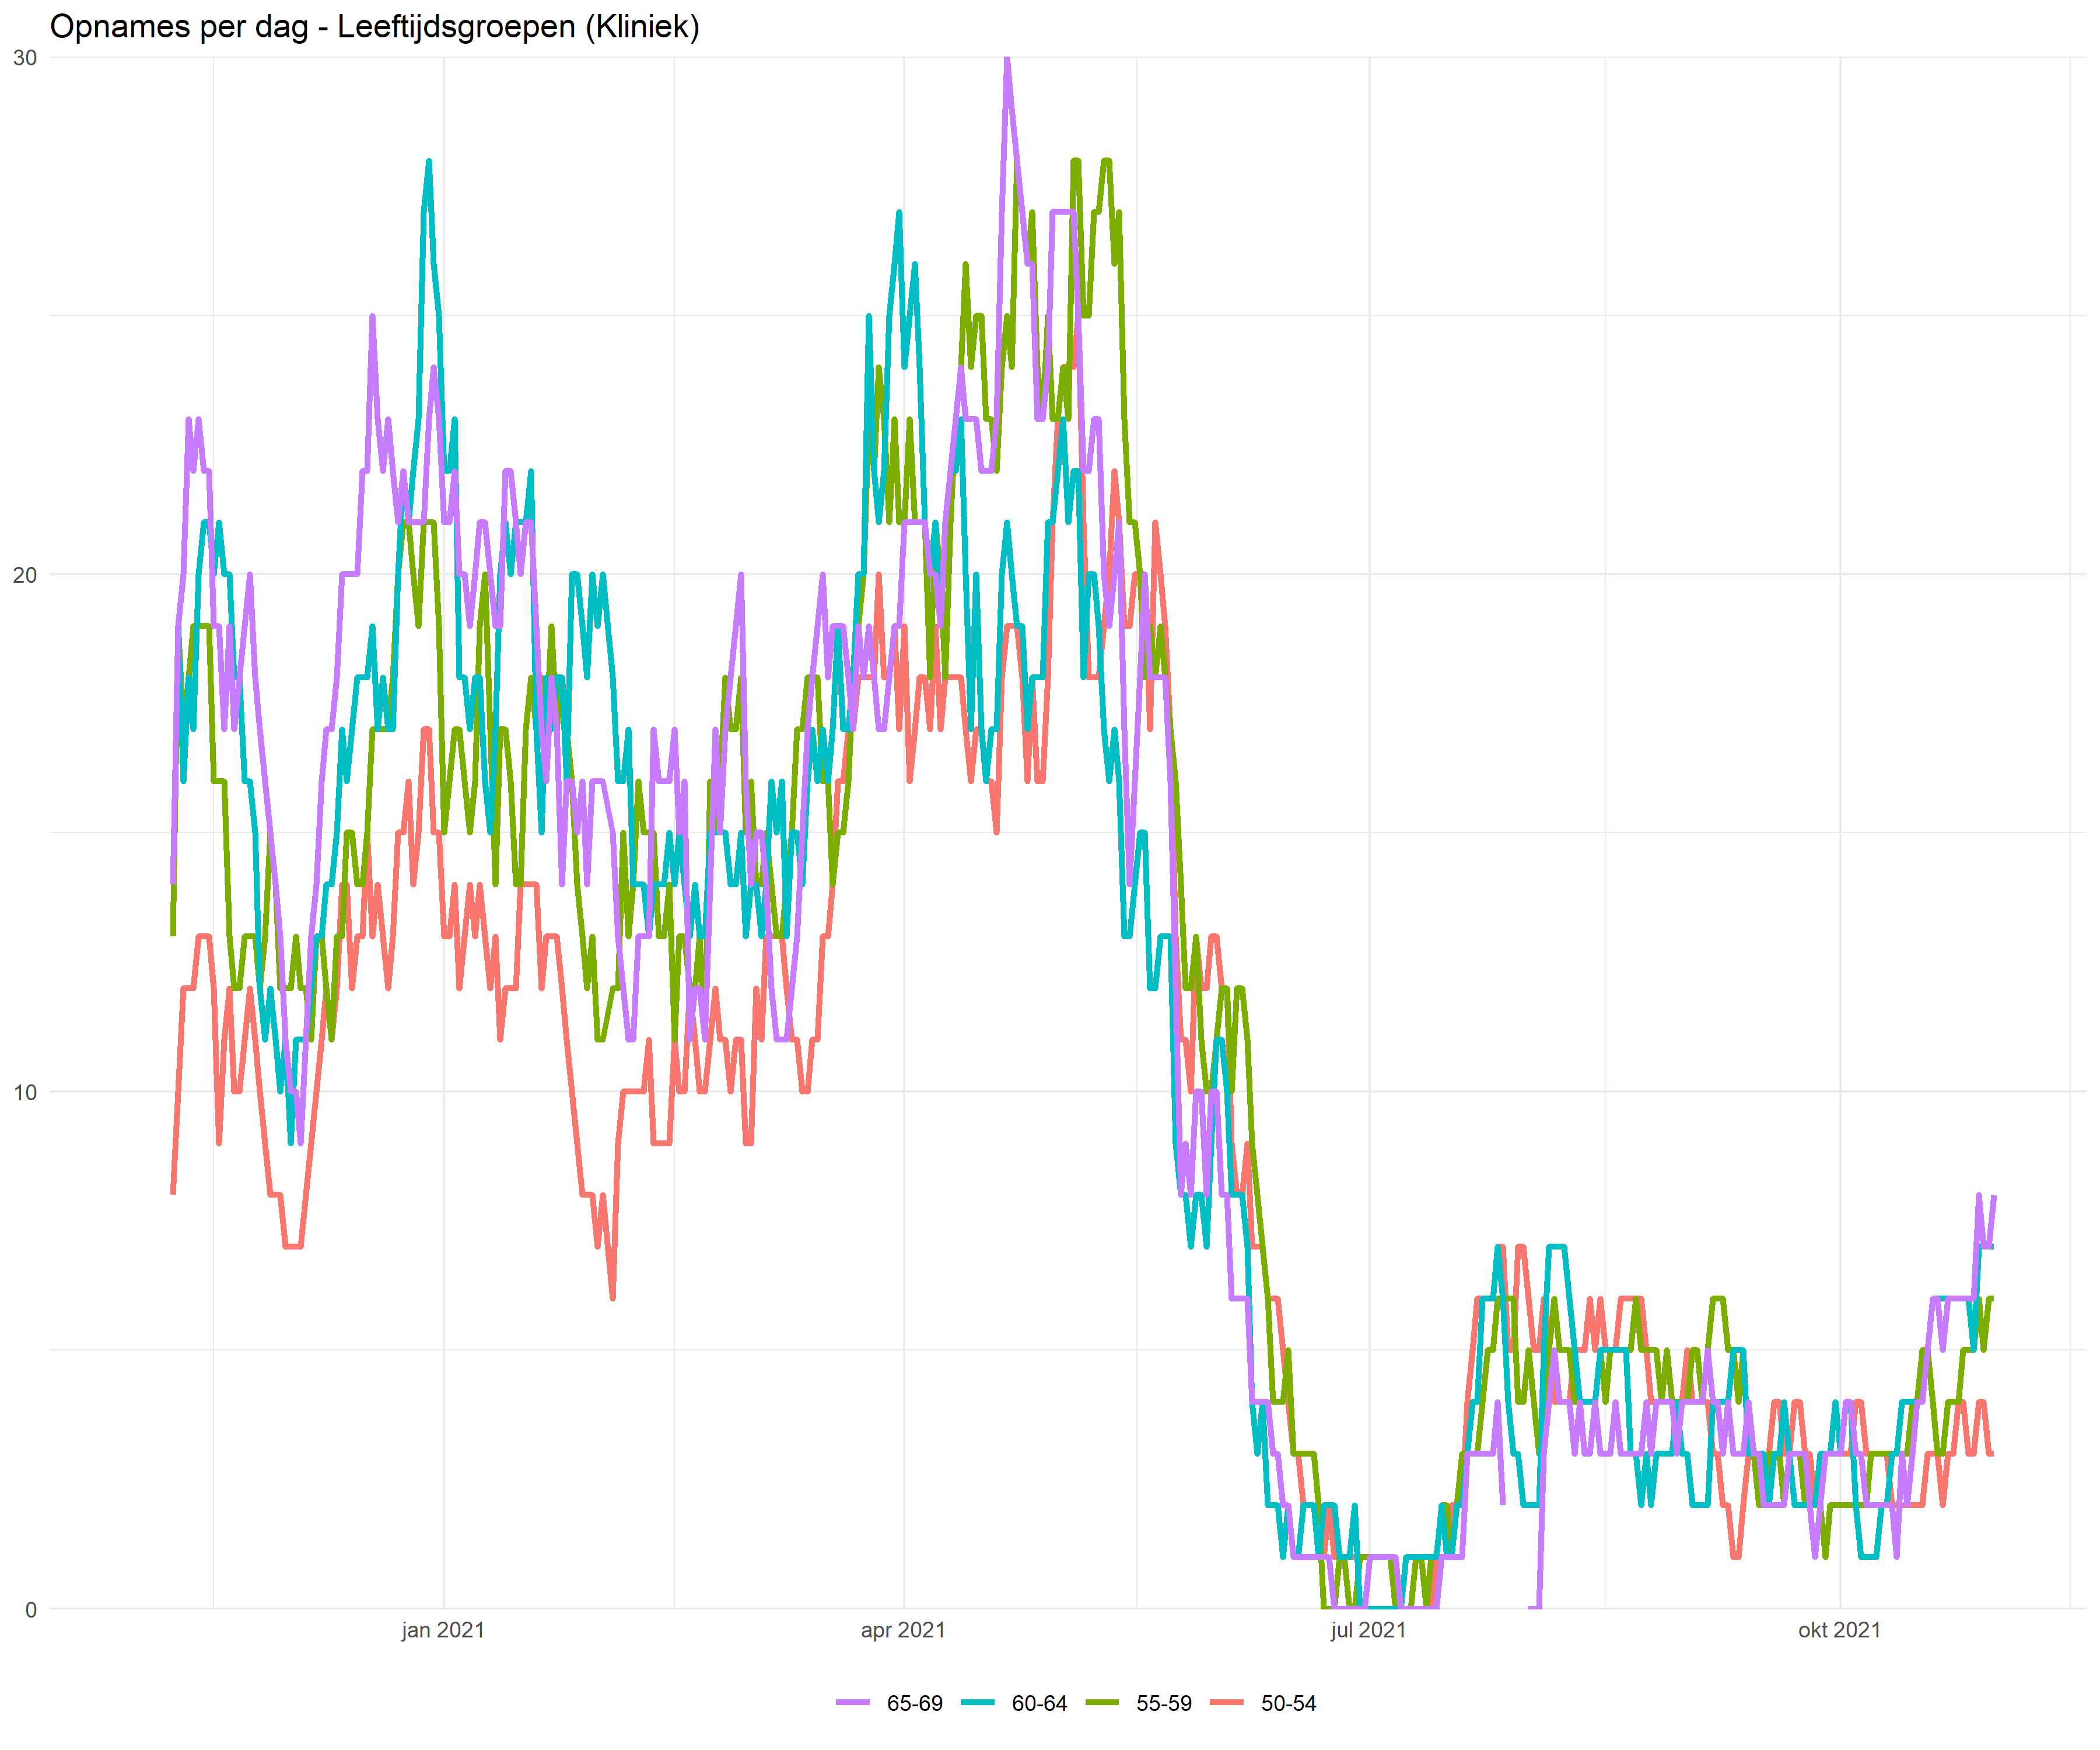 Opnames per dag - Leeftijdsgroepen (Kliniek)
30
20
10
0
jan 2021 apr 2021 jul 2021 okt 2021
65-69 60-64 55-59 50-54